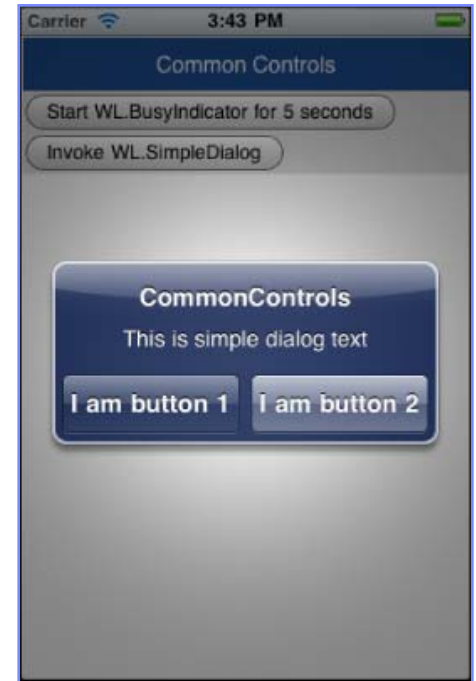 Carrier 3:43 PM
Common Controls
Start WL.BusyIndicator for 5 seconds
Invoke WL.SimpleDialog
CommonControls
This is simple dialog text
I am button 1 I am button 2